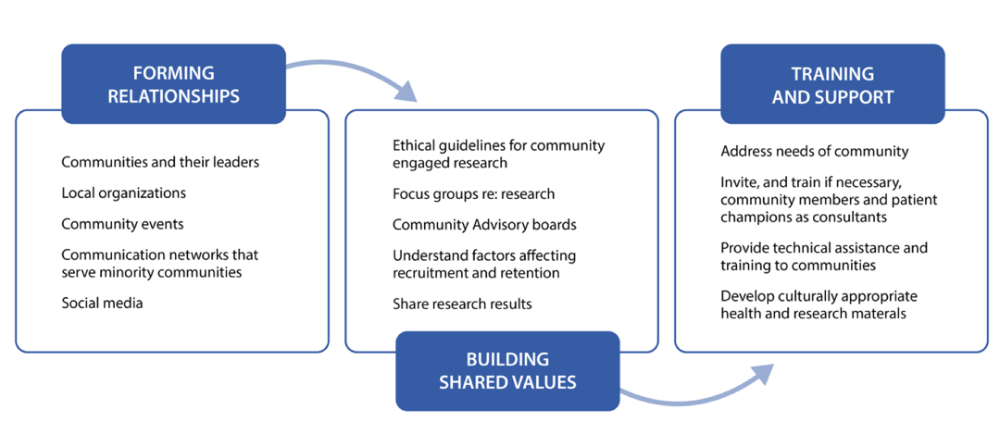 FORMING
RELATIONSHIPS
Communities and their leaders
Local organizations
Community events
Communication networks that
serve minority communities
Social media
Ethical guidelines for community
engaged research
Focus groups re: research
Community Advisory boards
Understand factors affecting
recruitment and retention
Share research results
BUILDING
SHARED VALUES
TRAINING
AND SUPPORT
Address needs of community
Invite, and train if necessary,
community members and patient
champions as consultants
Provide technical assistance and
training to communities
Develop culturally appropriate
health and research materals